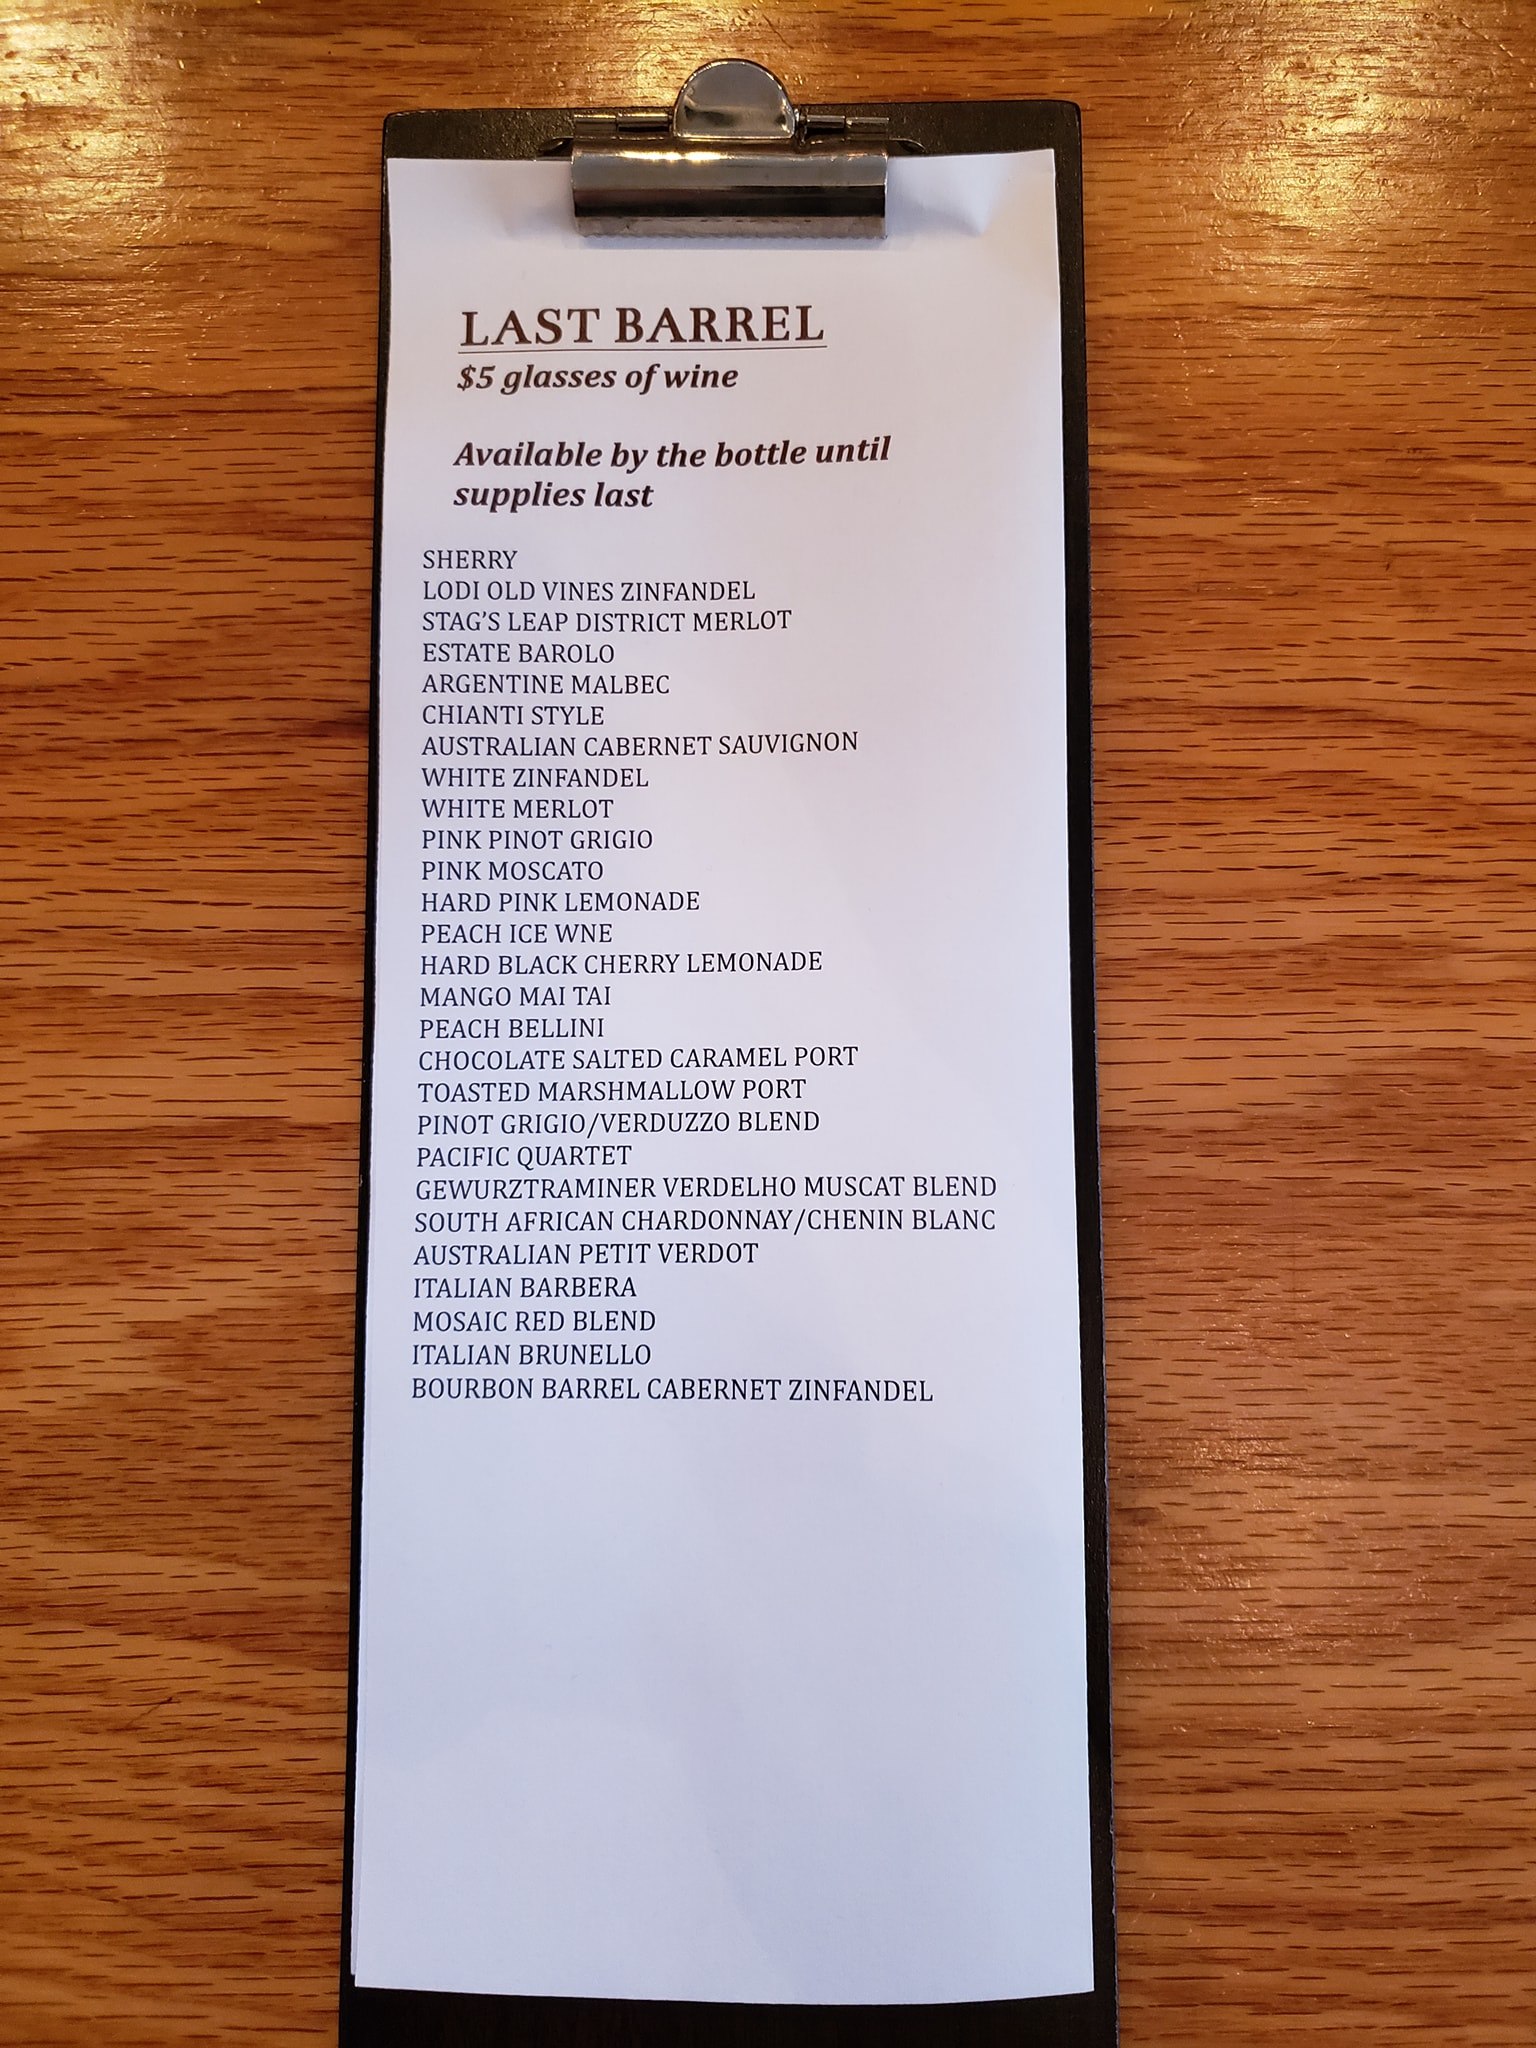 LAST BARREL
$5 glasses of wine
Available by the bottle until
supplies last
SHERRY
LODI OLD VINES ZINFANDEL
STAG'S LEAP DISTRICT MERLOT
ESTATE BAROLO
ARGENTINE MALBEC
CHIANTI STYLE
AUSTRALIAN CABERNET SAUVIGNON
WHITE ZINFANDEL
WHITE MERLOT
PINK PINOT GRIGIO
PINK MOSCATO
HARD PINK LEMONADE
PEACH ICE WNE
HARD BLACK CHERRY LEMONADE
MANGO MAI TAI
PEACH BELLINI
CHOCOLATE SALTED CARAMEL PORT
TOASTED MARSHMALLOW PORT
PINOT GRIGIO/VERDUZZO BLEND
PACIFIC QUARTET
GEWURZTRAMINER VERDELHO MUSCAT BLEND
SOUTH AFRICAN CHARDONNAY/CHENIN BLANC
AUSTRALIAN PETIT VERDOT
ITALIAN BARBERA
MOSAIC RED BLEND
ITALIAN BRUNELLO
BOURBON BARREL CABERNET ZINFANDEL